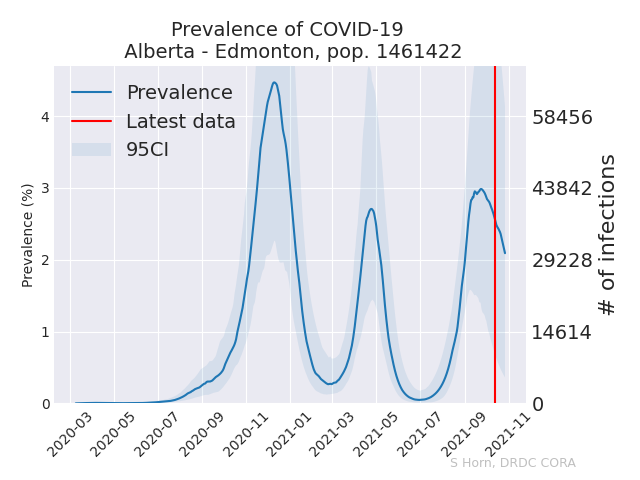 Prevalence of COVID-19
Alberta - Edmonton, pop. 1461422
Prevalence
Latest data
95CI
Prevalence (%)
4
3
2
1
0
58456
43842
29228
14614
0
# of infections
2020-03
2020-05
2020-07
2020-09
2020-11
2021-01
2021-03
2021-05
2021-07
2021-09
2021-11
S Horn, DRDC CORA